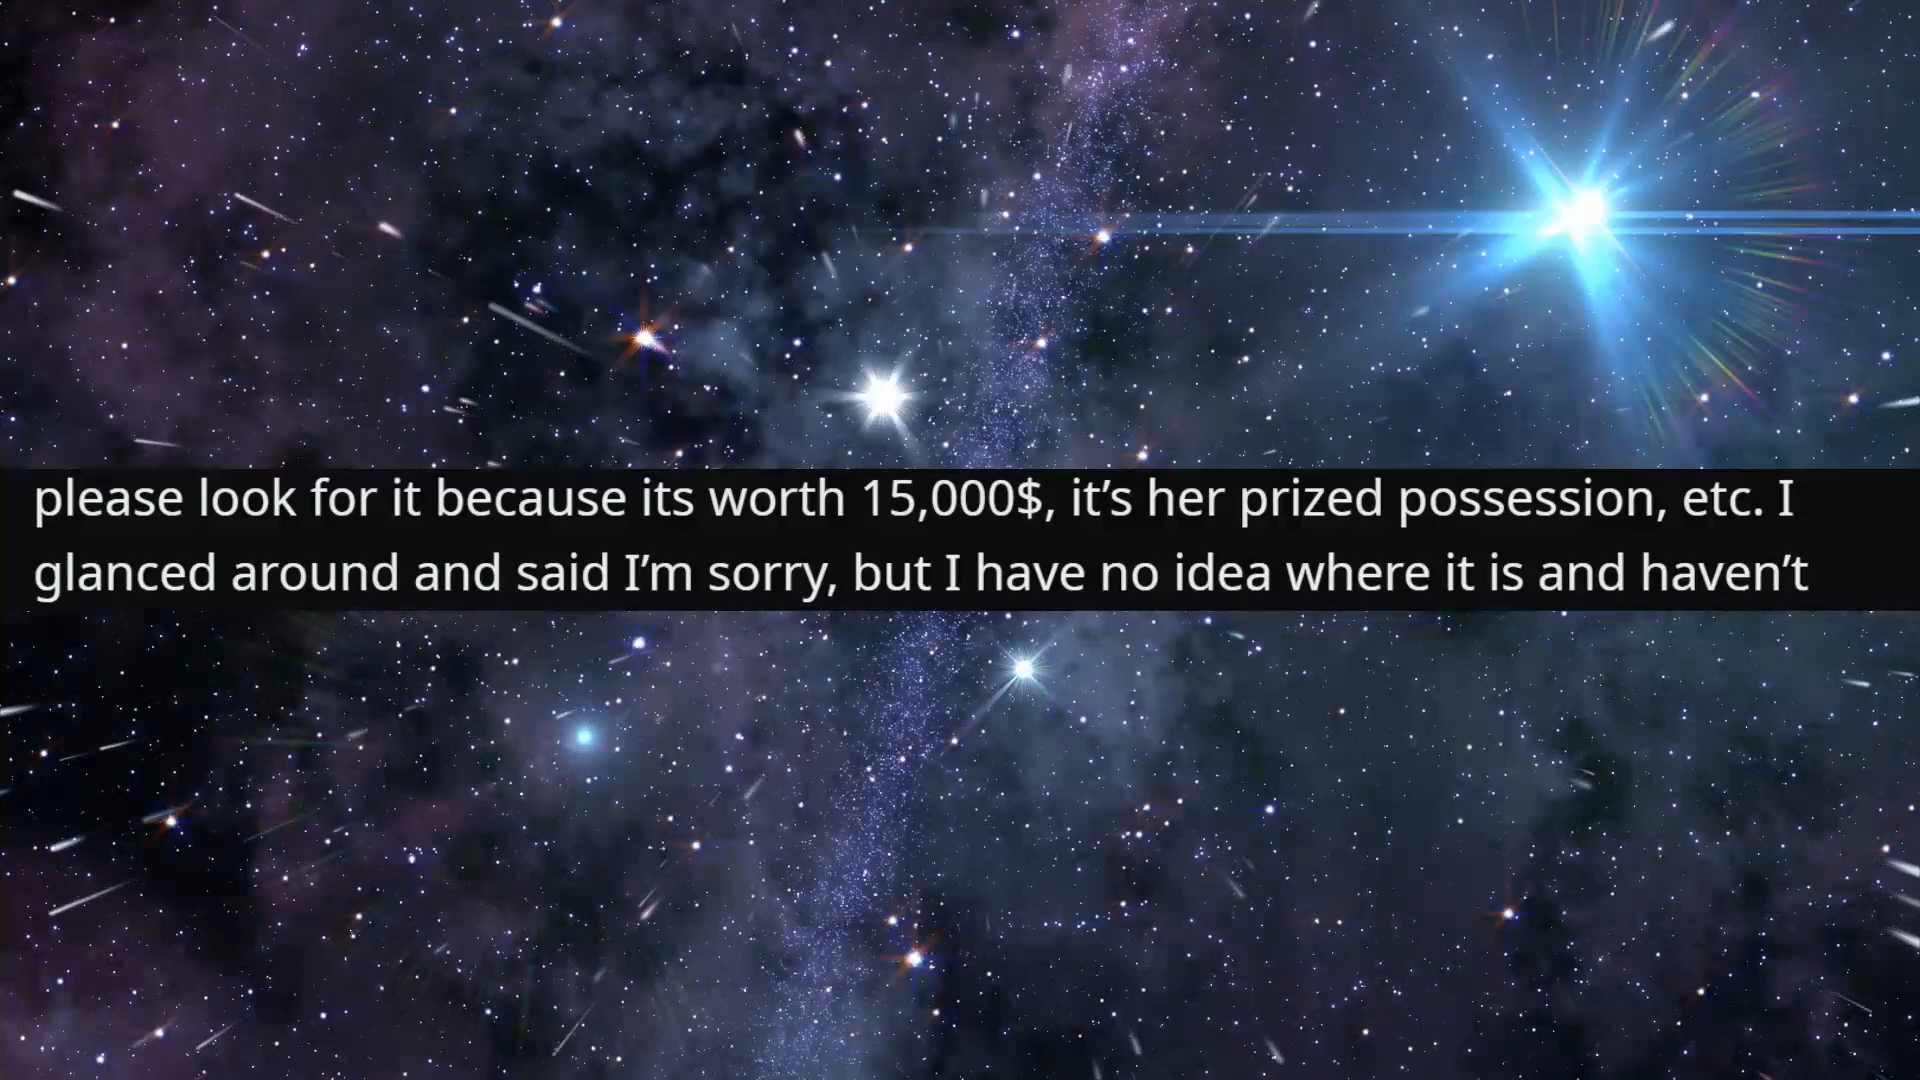 please look for it because its worth 15,000$, it’s her prized possession, etc. I
glanced around and said I’m sorry, but I have no idea where it is and haven’t